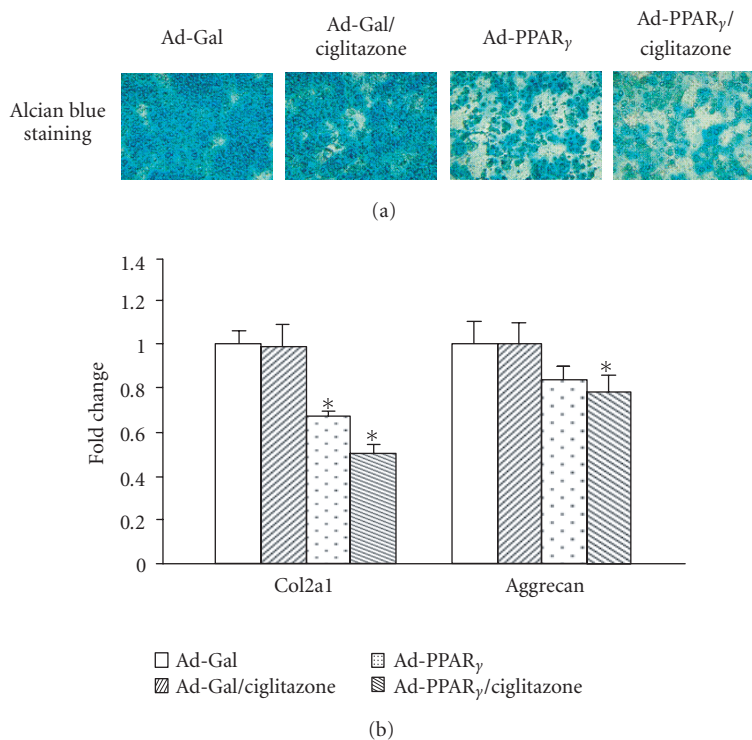 Ad-Gal
Ad-Gal/
ciglitazone
Ad-PPARγ
Ad-PPARγ/
ciglitazone
Alcian blue
staining
(a)
1.4
1.2
1
0.8
0.6
0.4
0.2
0
Fold change
*
*
*
Col2a1
Aggrecan
Ad-Gal
Ad-Gal/ciglitazone
Ad-PPARγ
Ad-PPARγ/ciglitazone
(b)